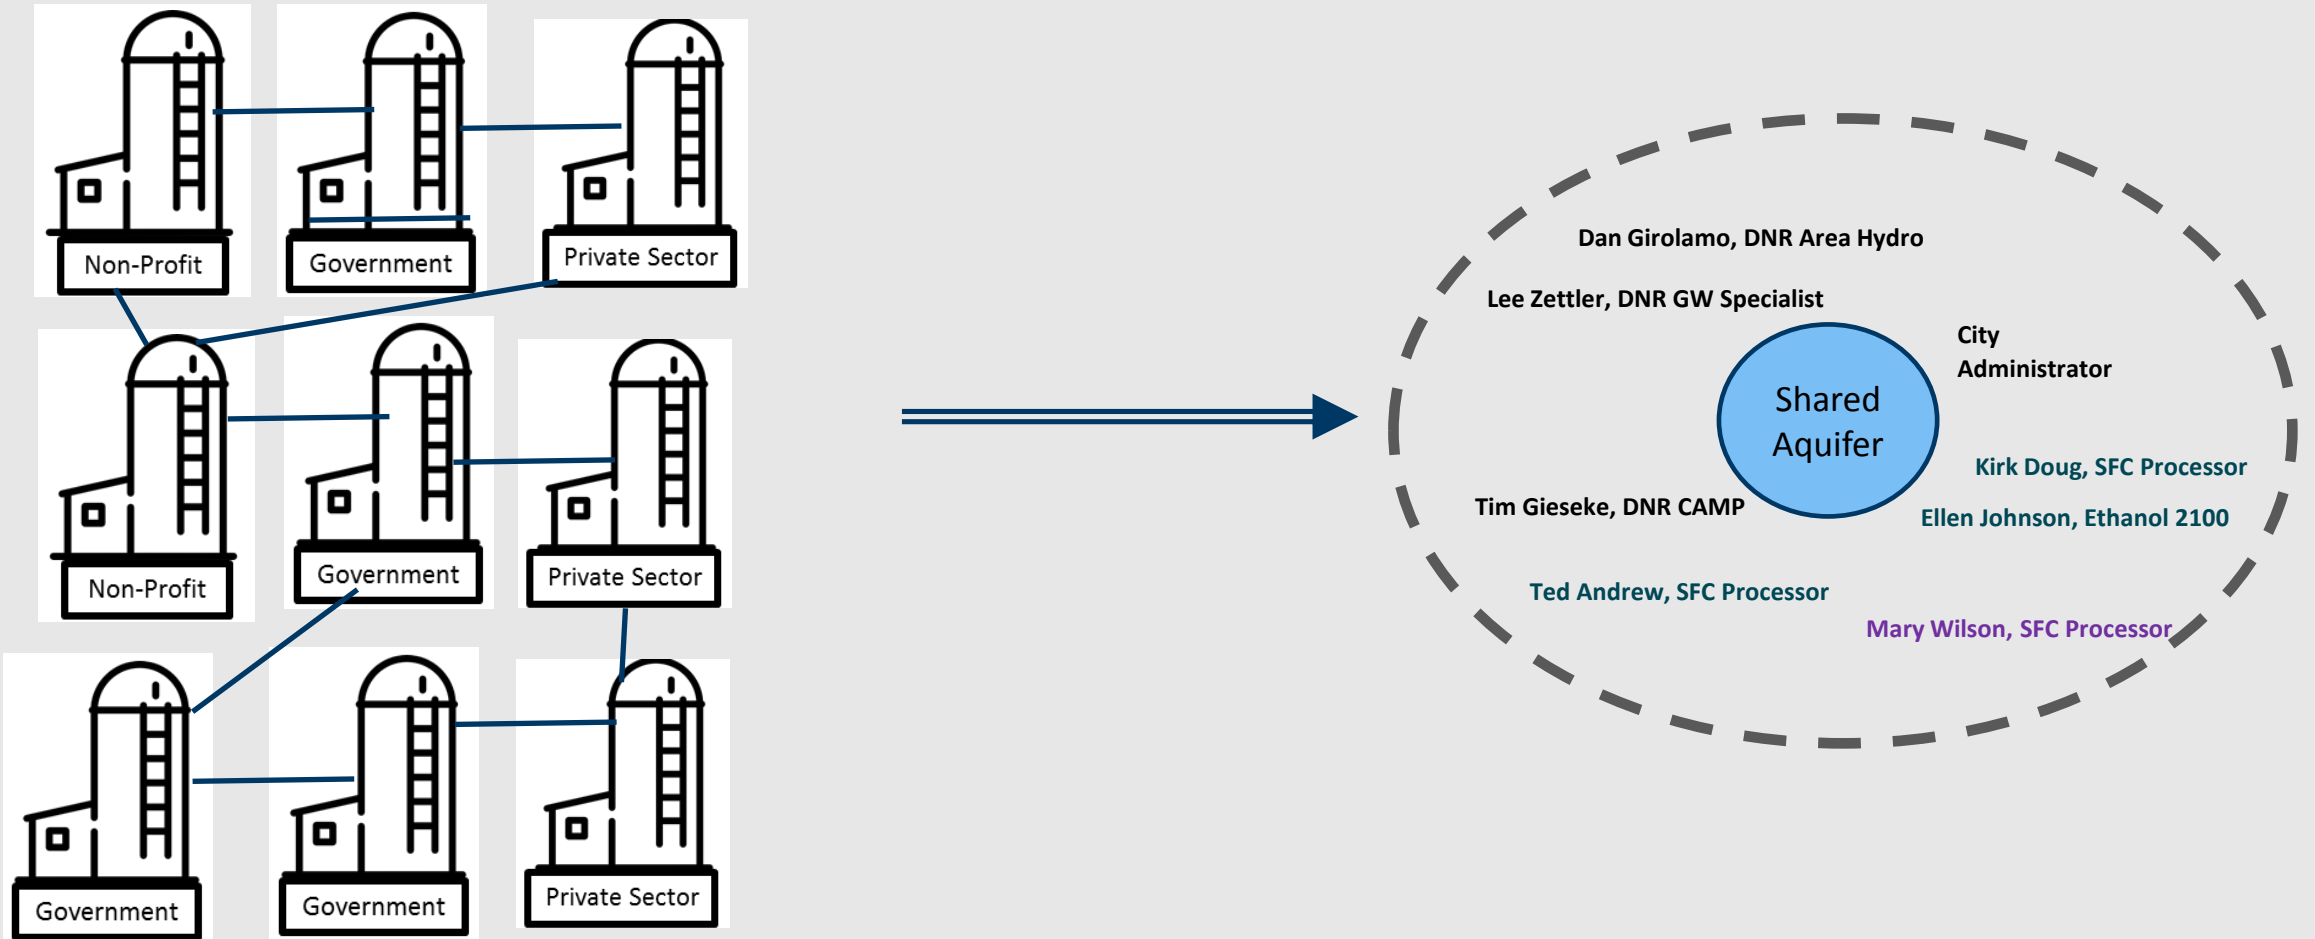 Non-Profit
Government
Private Sector
Non-Profit
Government
Private Sector
Government
Government
Private Sector
Dan Girolamo, DNR Area Hydro
Lee Zettler, DNR GW Specialist
City
Administrator
Shared
Aquifer
Kirk Doug, SFC Processor
Tim Gieseke, DNR CAMP
Ellen Johnson, Ethanol 2100
Ted Andrew, SFC Processor
Mary Wilson, SFC Processor